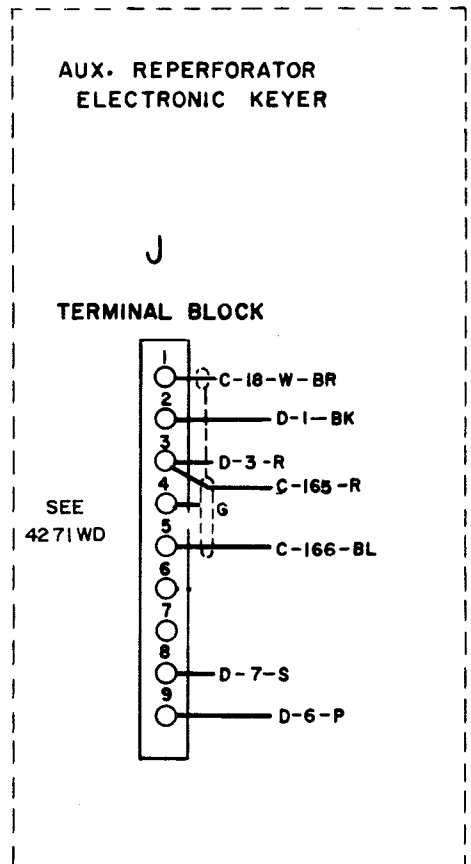 AUX. REPERFORATOR
ELECTRONIC KEYER
J
TERMINAL BLOCK
1
C-18-W-BR
2
D-1-BK
3
D-3-R
C-165-R
4
G
SEE
4271WD
5
C-166-BL
6
7
8
D-7-S
9
D-6-P